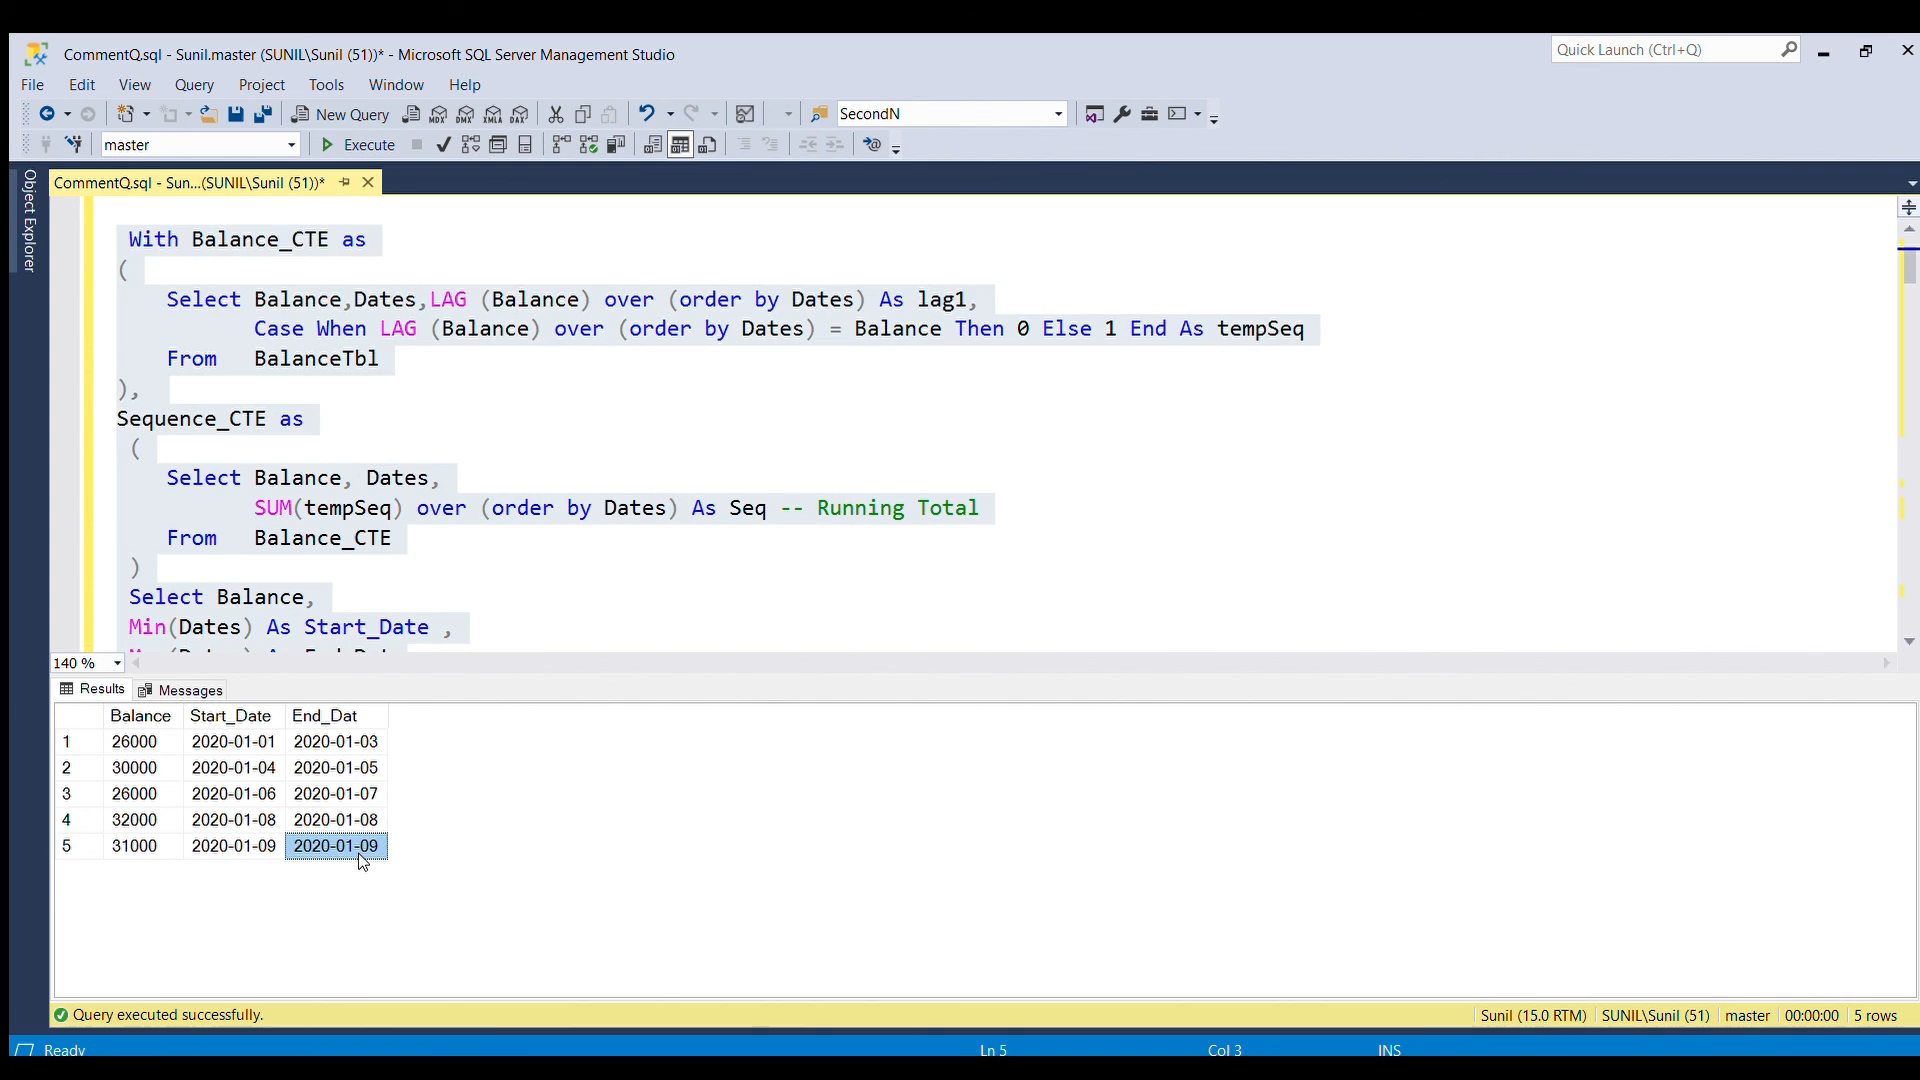 CommentQ.sql - Sunil.master (SUNIL\Sunil (51))* - Microsoft SQL Server Management Studio
Quick Launch (Ctrl+Q)
File Edit View Query Project Tools Window Help
New Query MDX DMX XMLA DAX SecondN
master Execute
CommentQ.sql - Sun...(SUNIL\Sunil (51))*
Object Explorer
With Balance_CTE as
(
Select Balance,Dates,LAG (Balance) over (order by Dates) As lag1,
Case When LAG (Balance) over (order by Dates) = Balance Then 0 Else 1 End As tempSeq
From BalanceTbl
),
Sequence_CTE as
(
Select Balance, Dates,
SUM(tempSeq) over (order by Dates) As Seq -- Running Total
From Balance_CTE
)
Select Balance,
Min(Dates) As Start_Date ,
140 %
Results Messages
Balance Start_Date End_Dat
1 26000 2020-01-01 2020-01-03
2 30000 2020-01-04 2020-01-05
3 26000 2020-01-06 2020-01-07
4 32000 2020-01-08 2020-01-08
5 31000 2020-01-09 2020-01-09
Query executed successfully.
Sunil (15.0 RTM) SUNIL\Sunil (51) master 00:00:00 5 rows
Ready Ln 5 Col 3 INS